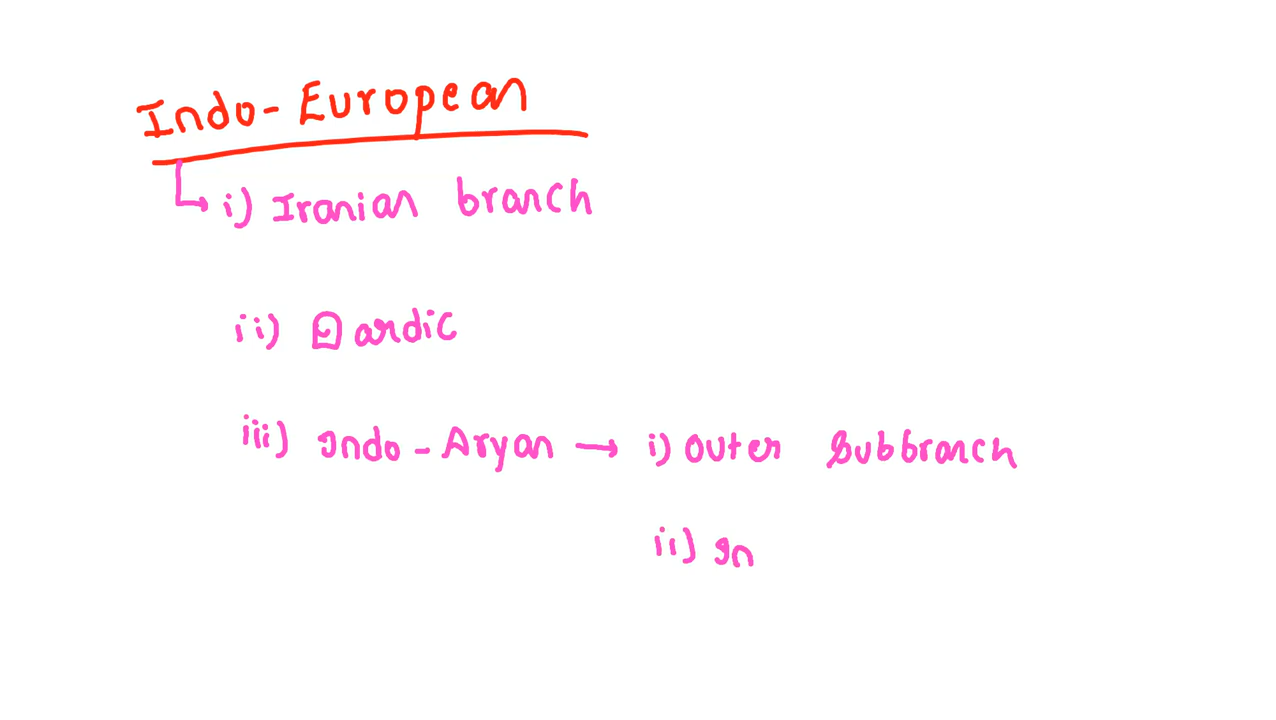 Indo-European
i) Iranian branch
ii) Dardic
iii) Indo-Aryan → i) outer Subbranch
ii) In